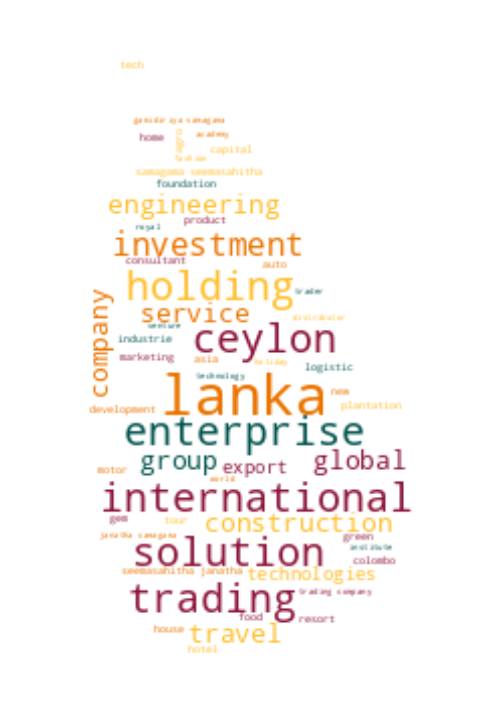 tech
gamidiriya samagama
home
agro
academy
capital
lanham
samagama seemasahitha
foundation
engineering
product
royal
investment
consultant
auto
holding
trader
company
service
distributor
venture
ceylon
industrie
marketing
asia
holiday
logistic
technology
lanka
new
development
plantation
enterprise
group
export
global
motor
world
international
gem
tour
construction
janatha samagama
green
solution
institute
colombo
seemasahitha janatha
technologies
trading
trading company
food
resort
house
travel
hotel